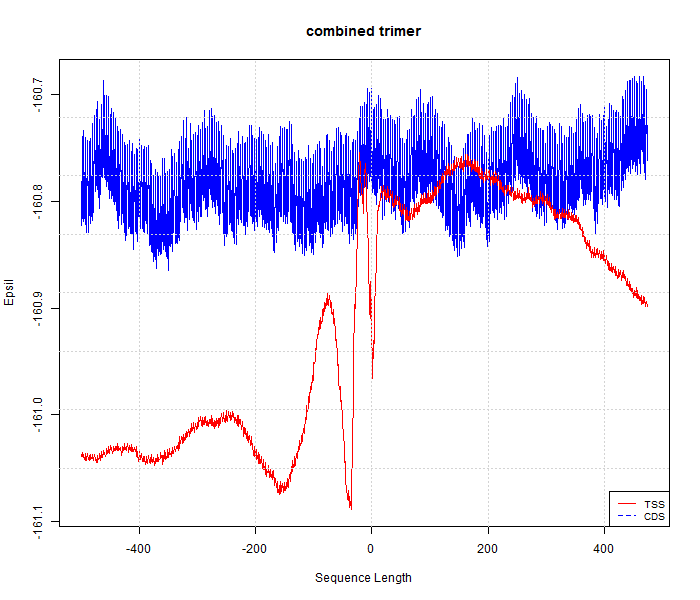 combined trimer
Epsil
-160.7
-160.8
-160.9
-161.0
-161.1
-400
-200
0
200
400
Sequence Length
TSS
CDS